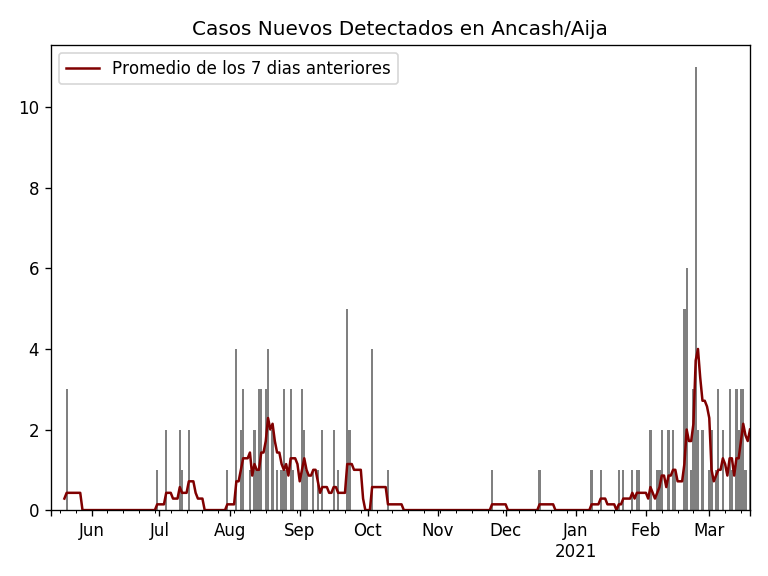 Casos Nuevos Detectados en Ancash/Aija
Promedio de los 7 dias anteriores
10
8
6
4
2
0
Jun Jul Aug Sep Oct Nov Dec Jan Feb Mar
2021